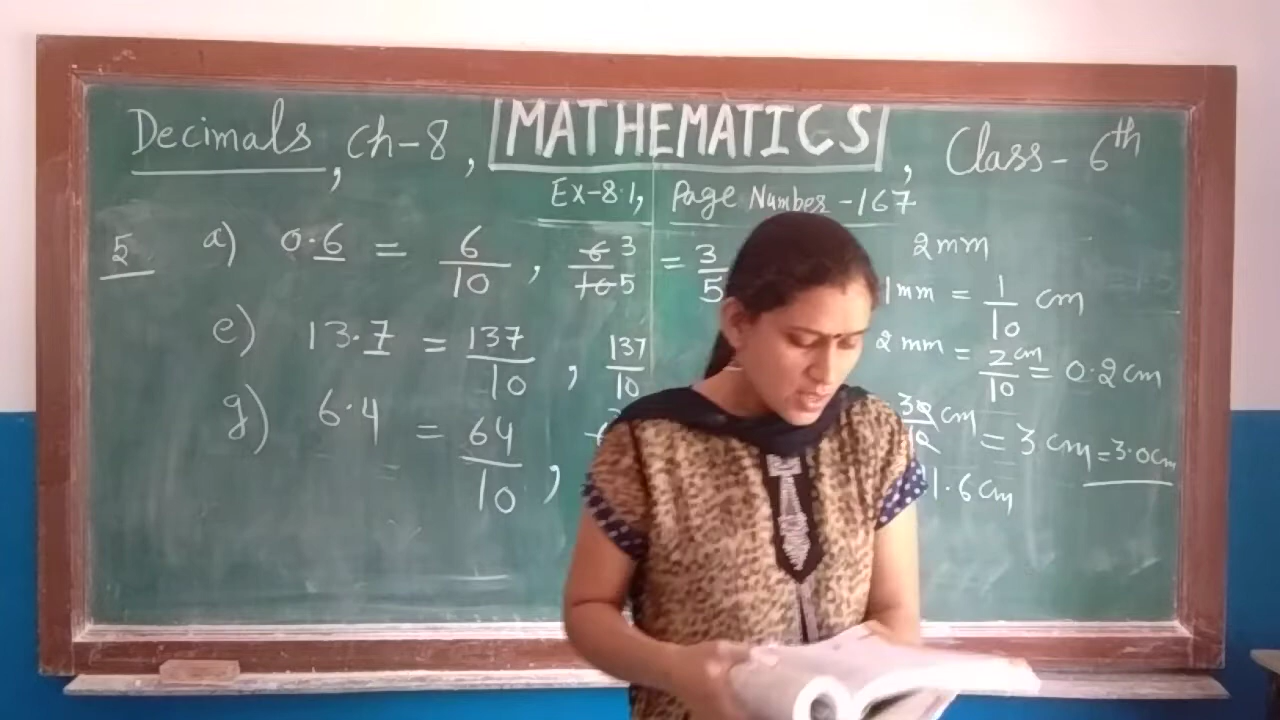 Decimals, Ch-8, MATHEMATICS, Class- 6th
Ex-8.1, Page Number -167
5 a) 0.6 = 6/10, 6/10 3/5 = 3/5
e) 13.7 = 137/10, 137/10
g) 6.4 = 64/10,
2mm
1mm = 1/10 cm
2mm = 2/10 cm = 0.2cm
30/10 cm = 3 cm = 3.0cm
1.6cm